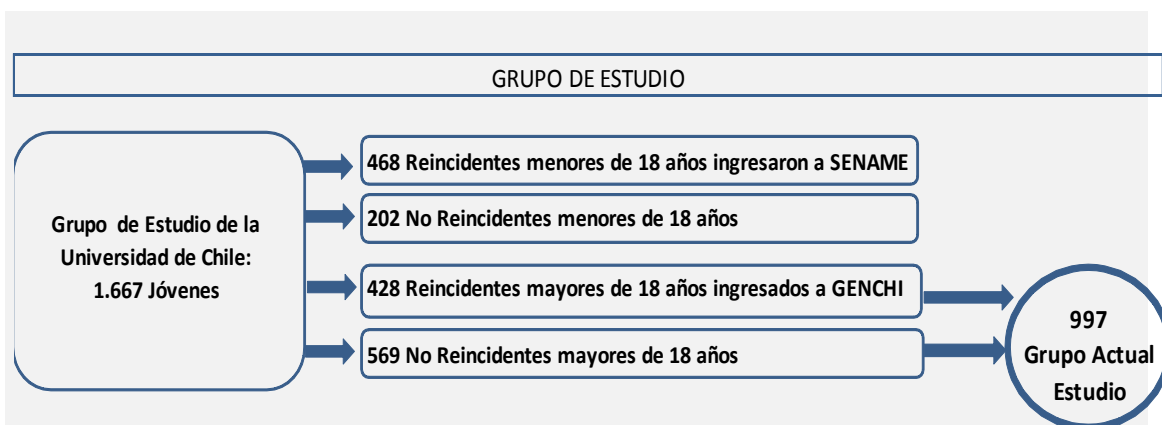 GRUPO DE ESTUDIO
Grupo de Estudio de la
Universidad de Chile:
1.667 Jóvenes
468 Reincidentes menores de 18 años ingresaron a SENAME
202 No Reincidentes menores de 18 años
428 Reincidentes mayores de 18 años ingresados a GENCHI
569 No Reincidentes mayores de 18 años
997
Grupo Actual
Estudio